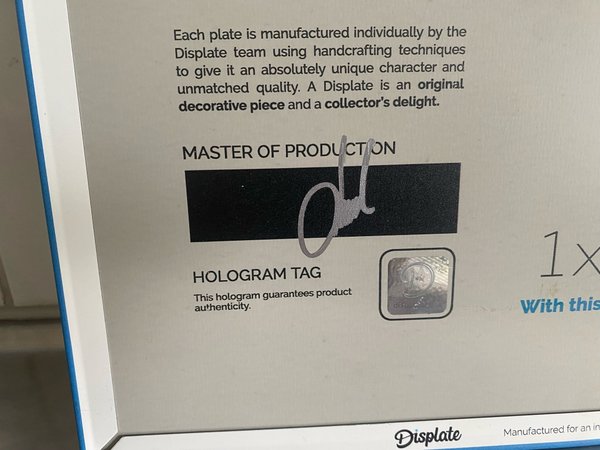 Each plate is manufactured individually by the
Displate team using handcrafting techniques
to give it an absolutely unique character and
unmatched quality. A Displate is an original
decorative piece and a collector's delight.
MASTER OF PRODUCTION
HOLOGRAM TAG
This hologram guarantees product
authenticity.
1x
With this
Displate
Manufactured for an in